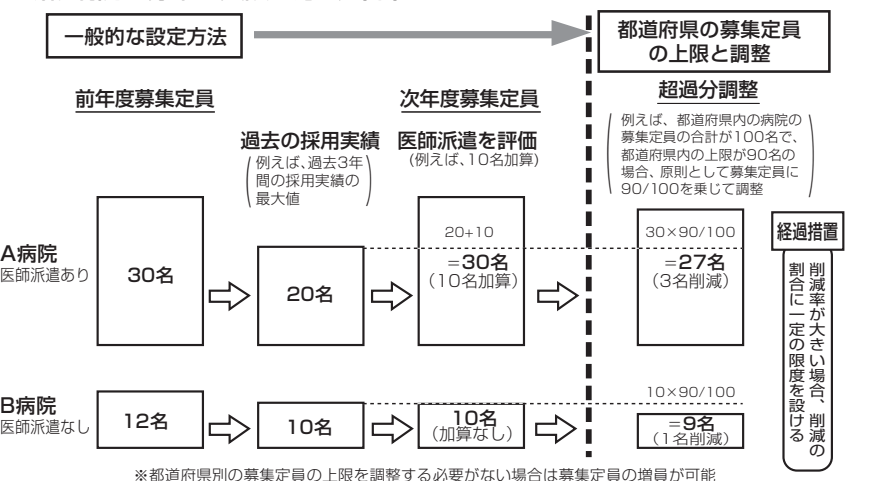 一般的な設定方法
都道府県の募集定員
の上限と調整
前年度募集定員
次年度募集定員
超過分調整
過去の採用実績
例えば、過去3年
間の採用実績の
最大値
医師派遣を評価
(例えば、10名加算)
例えば、都道府県内の病院の
募集定員の合計が100名で、
都道府県内の上限が90名の
場合、原則として募集定員に
90/100を乗じて調整
A病院
医師派遣あり
30名
20名
20+10
=30名
(10名加算)
30×90/100
=27名
(3名削減)
経過措置
削減率が大きい場合、削減の
割合に一定の限度を設ける
B病院
医師派遣なし
12名
10名
10名
(加算なし)
10×90/100
=9名
(1名削減)
※都道府県別の募集定員の上限を調整する必要がない場合は募集定員の増員が可能